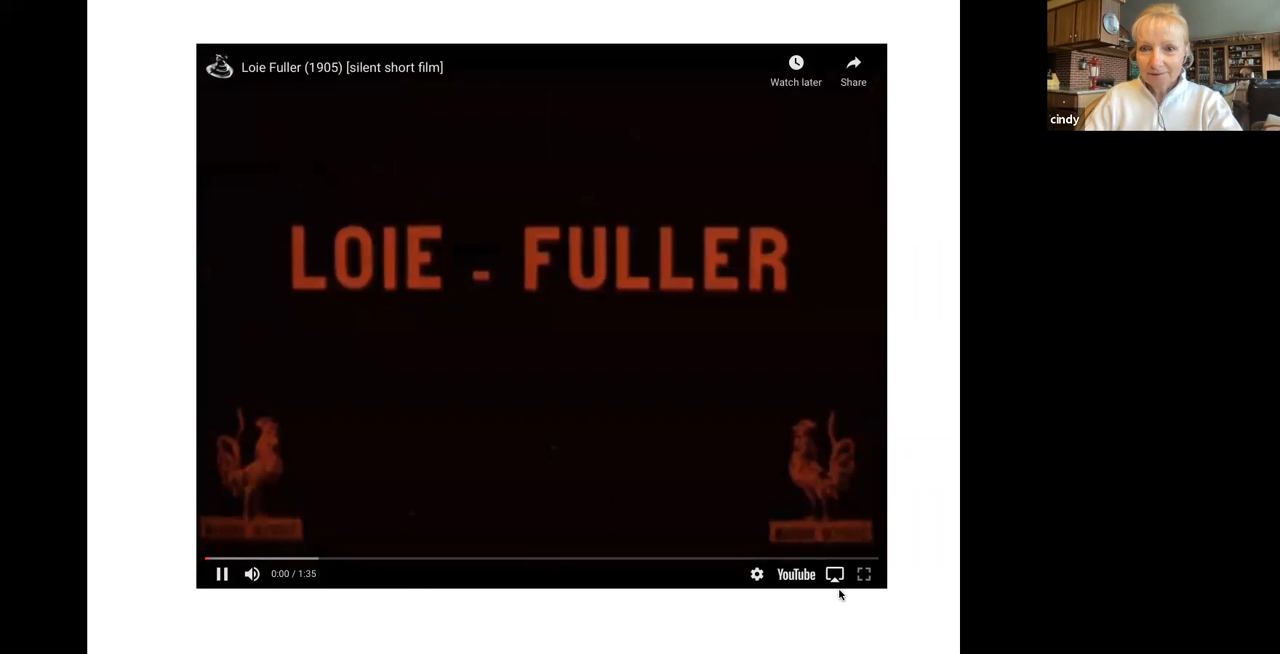 Loie Fuller (1905) [silent short film]
Watch later
Share
cindy
LOIE - FULLER
0:00 / 1:35
YouTube